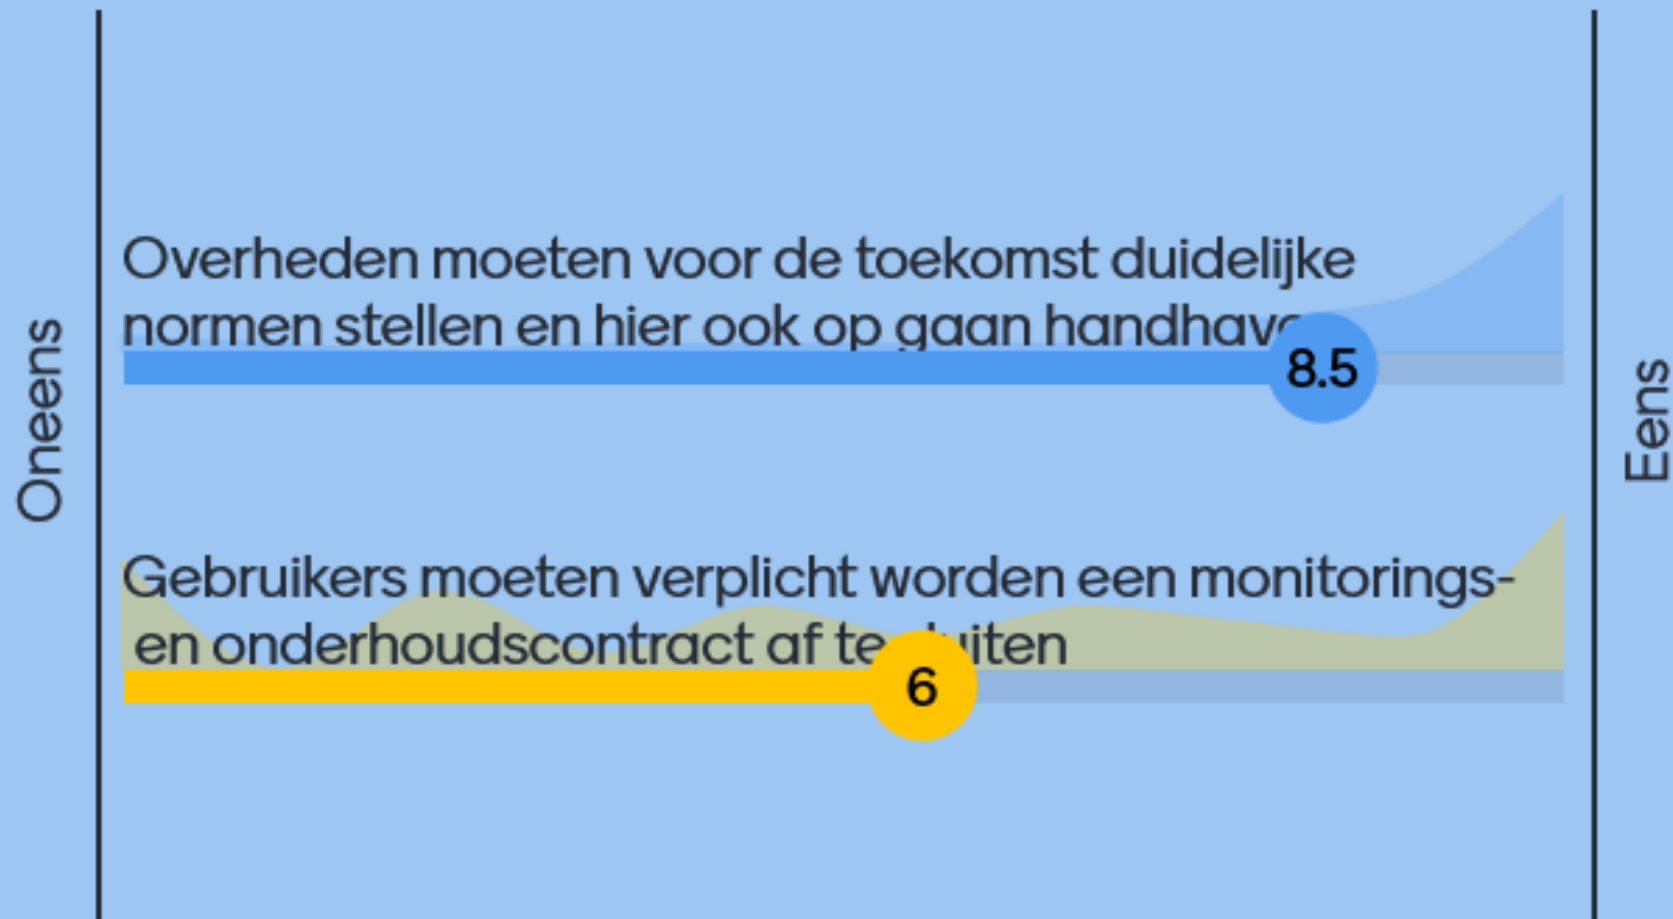 Oneens
Overheden moeten voor de toekomst duidelijke
normen stellen en hier ook op gaan
8.5
Gebruikers moeten verplicht worden een monitorings-
en onderhoudscontract af te
6
Eens